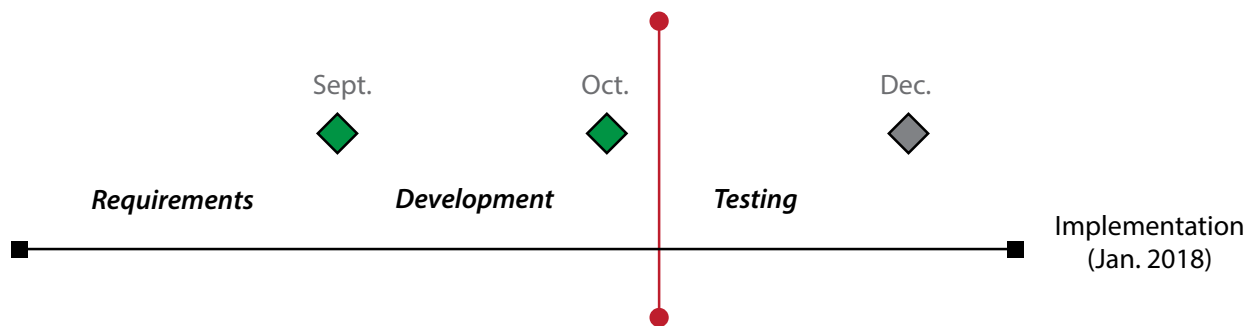 Sept.
Oct.
Dec.
Requirements
Development
Testing
Implementation
(Jan. 2018)